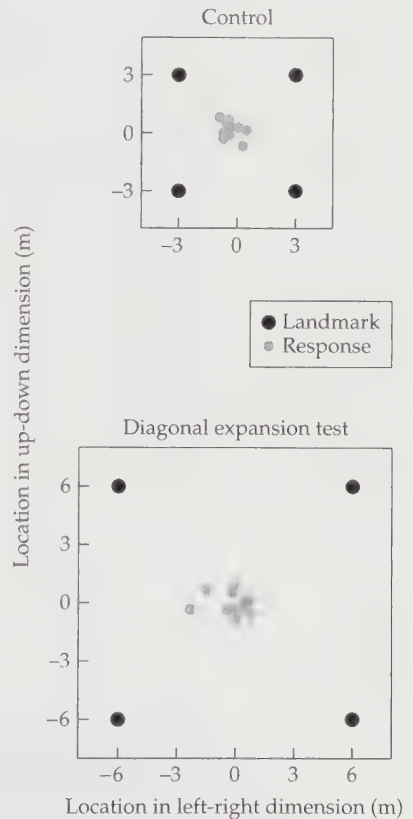 Control
3
0
−3
−3 0 3
Landmark
Response
Diagonal expansion test
6
3
0
−3
−6
−6 −3 0 3 6
Location in up-down dimension (m)
Location in left-right dimension (m)